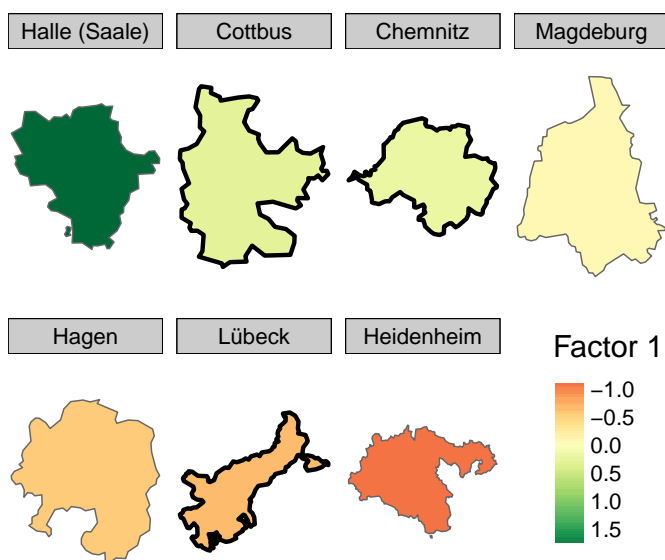 Halle (Saale) Cottbus Chemnitz Magdeburg
Hagen Lübeck Heidenheim
Factor 1
−1.0
−0.5
0.0
0.5
1.0
1.5